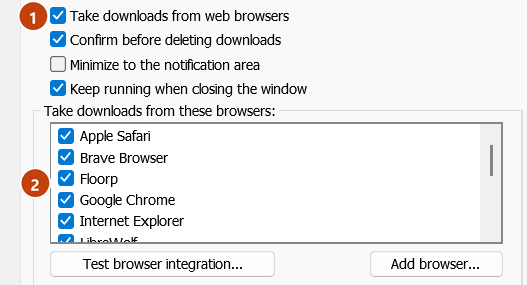 1 Take downloads from web browsers
Confirm before deleting downloads
Minimize to the notification area
Keep running when closing the window
Take downloads from these browsers:
Apple Safari
Brave Browser
2 Floorp
Google Chrome
Internet Explorer
LibreWolf
Test browser integration... Add browser...